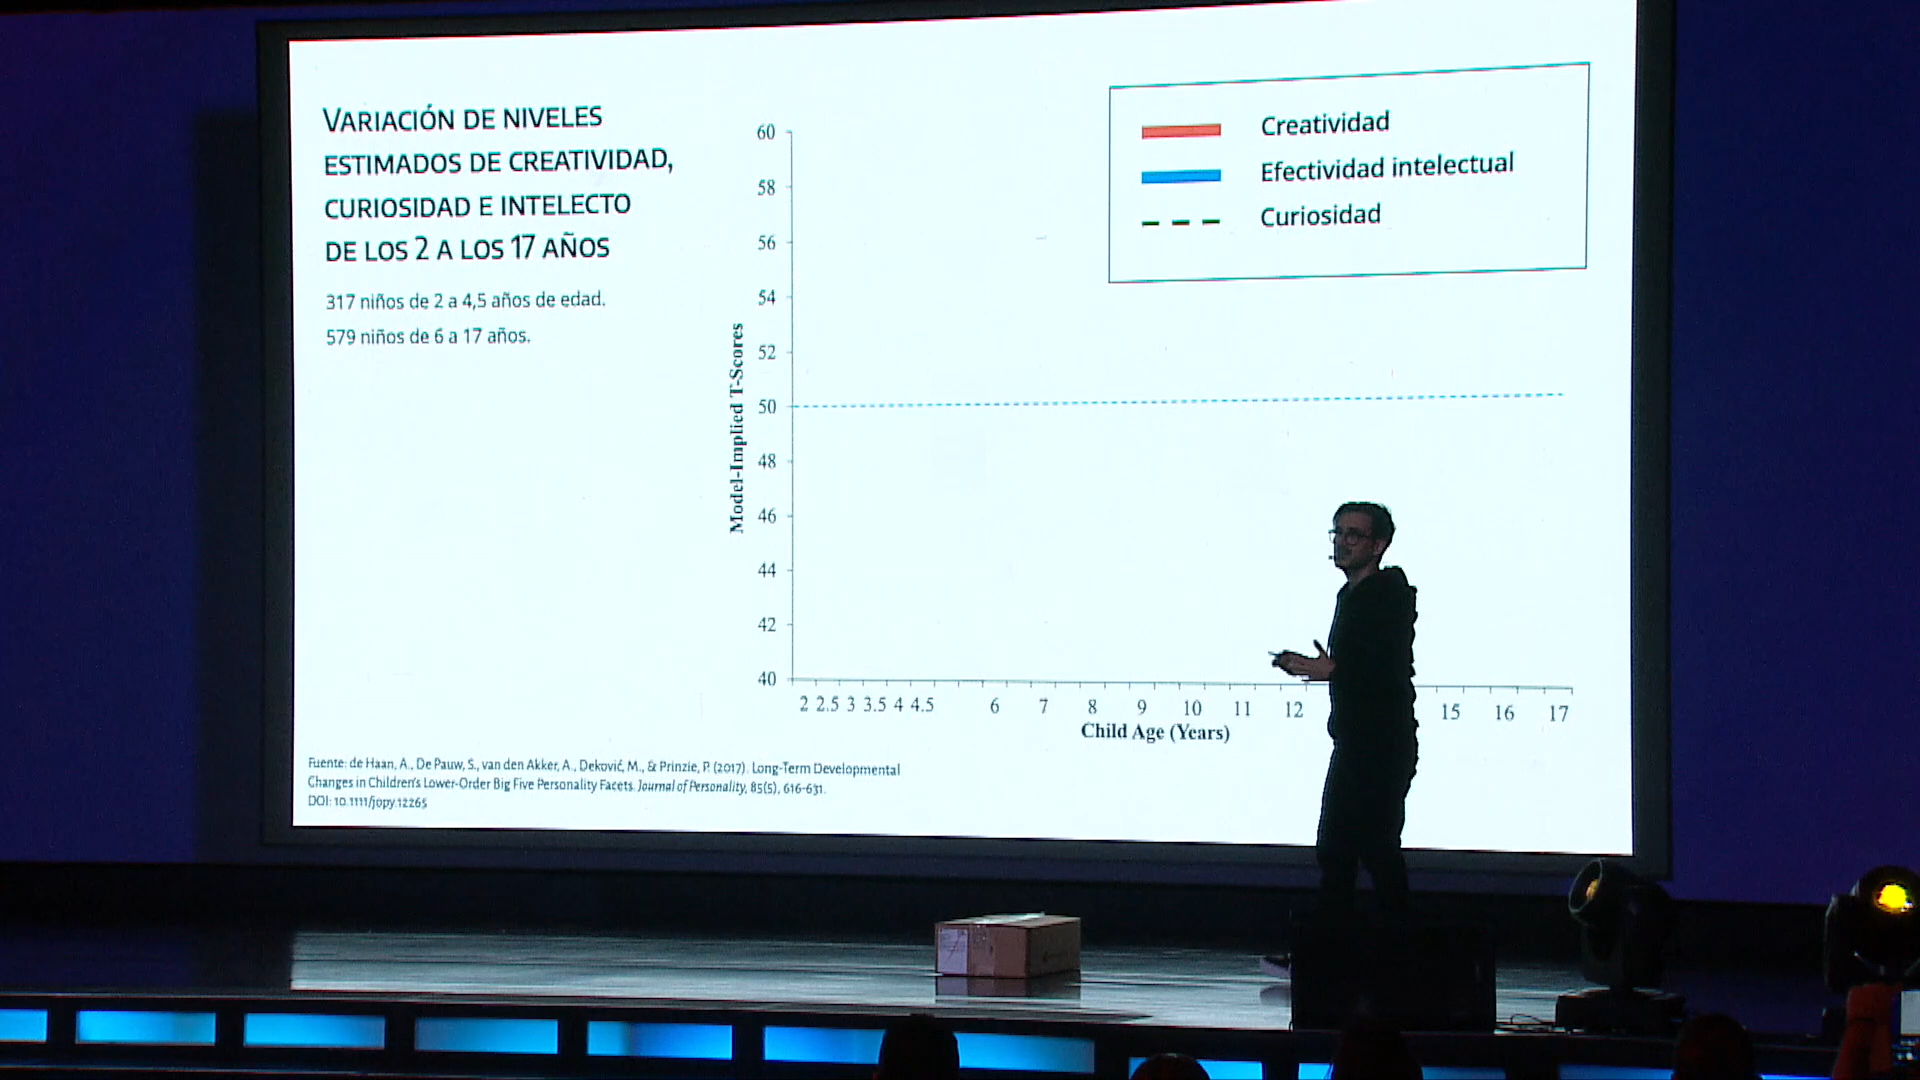 VARIACIÓN DE NIVELES
ESTIMADOS DE CREATIVIDAD,
CURIOSIDAD E INTELECTO
DE LOS 2 A LOS 17 AÑOS
317 niños de 2 a 4,5 años de edad.
579 niños de 6 a 17 años.
Creatividad
Efectividad intelectual
Curiosidad
Model-Implied T-Scores
60
58
56
54
52
50
48
46
44
42
40
2 2.5 3 3.5 4 4.5 6 7 8 9 10 11 12 15 16 17
Child Age (Years)
Fuente: de Haan, A., De Pauw, S., van den Akker, A., Deković, M., & Prinzie, P. (2017). Long-Term Developmental
Changes in Children's Lower-Order Big Five Personality Facets. Journal of Personality, 85(5), 616-631.
DOI: 10.1111/jopy.12265